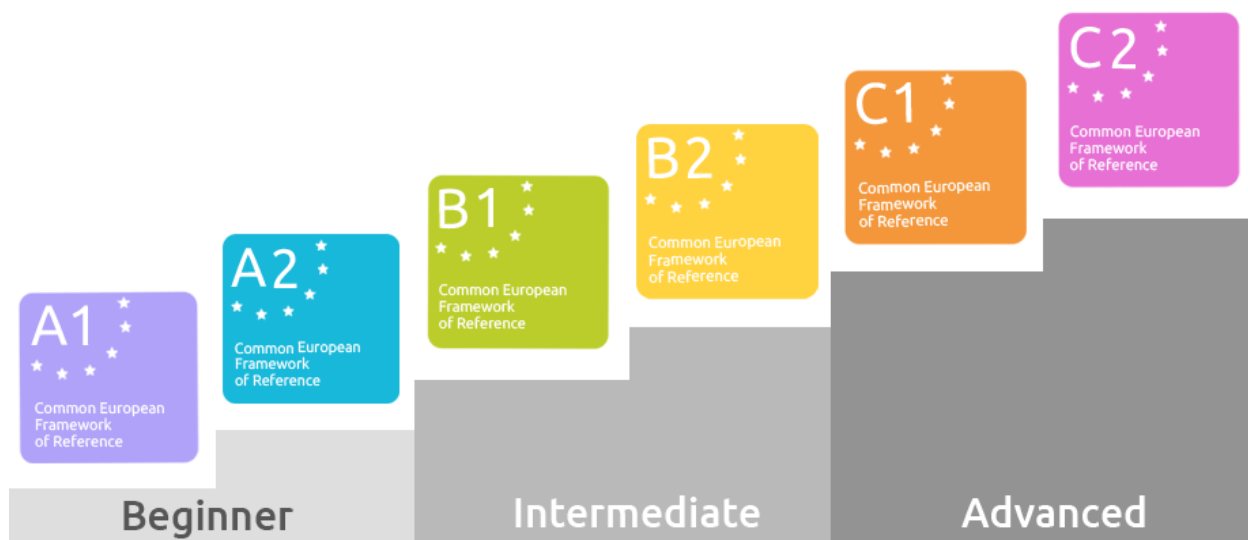 A1
Common European
Framework
of Reference
A2
Common European
Framework
of Reference
B1
Common European
Framework
of Reference
B2
Common European
Framework
of Reference
C1
Common European
Framework
of Reference
C2
Common European
Framework
of Reference
Beginner
Intermediate
Advanced